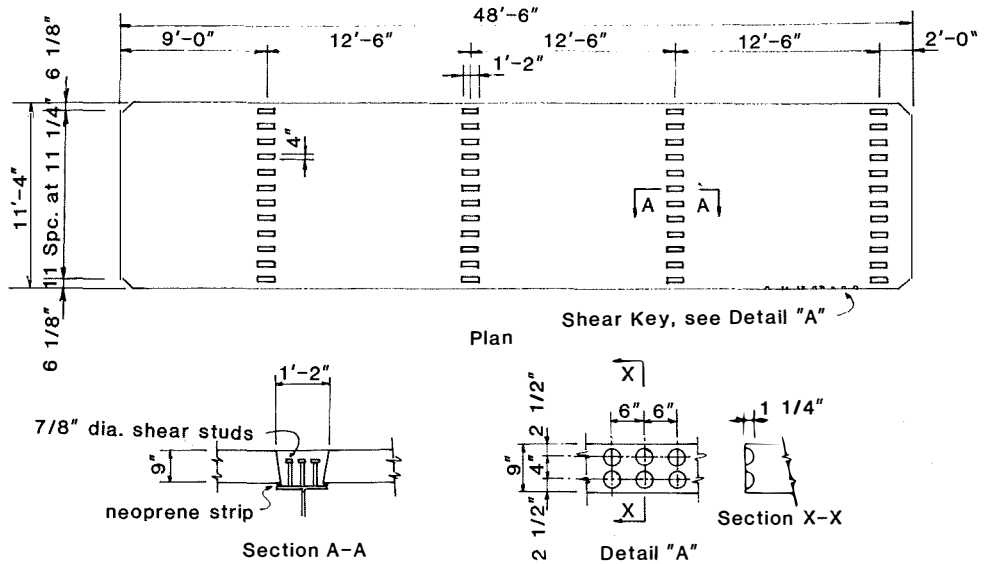 48'-6"
9'-0" 12'-6" 12'-6" 12'-6" 2'-0"
1'-2"
6 1/8"
11 Spc. at 11 1/4"
11'-4"
6 1/8"
4"
A A
Shear Key, see Detail "A"
Plan
1'-2"
7/8" dia. shear studs
9"
neoprene strip
Section A-A
X
6" 6"
2 1/2"
9"
4"
2 1/2"
X
Detail "A"
1 1/4"
Section X-X